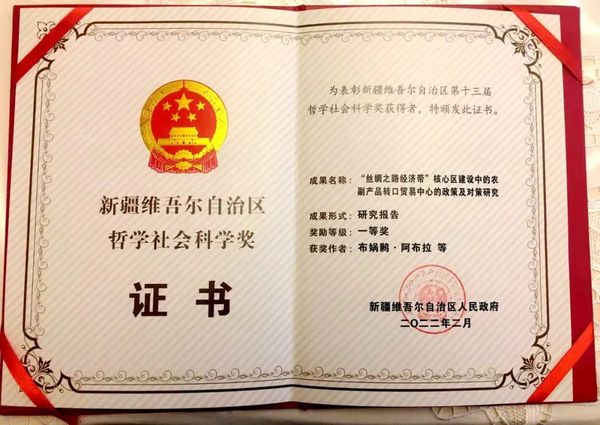 新疆维吾尔自治区
哲学社会科学奖
证书
为表彰新疆维吾尔自治区第十三届
哲学社会科学奖获得者，特颁发此证书。
成果名称：“丝绸之路经济带”核心区建设中的农
副产品转口贸易中心的政策及对策研究
成果形式：研究报告
奖励等级：一等奖
获奖作者：布娲鹣·阿布拉 等
新疆维吾尔自治区人民政府
二〇二二年二月